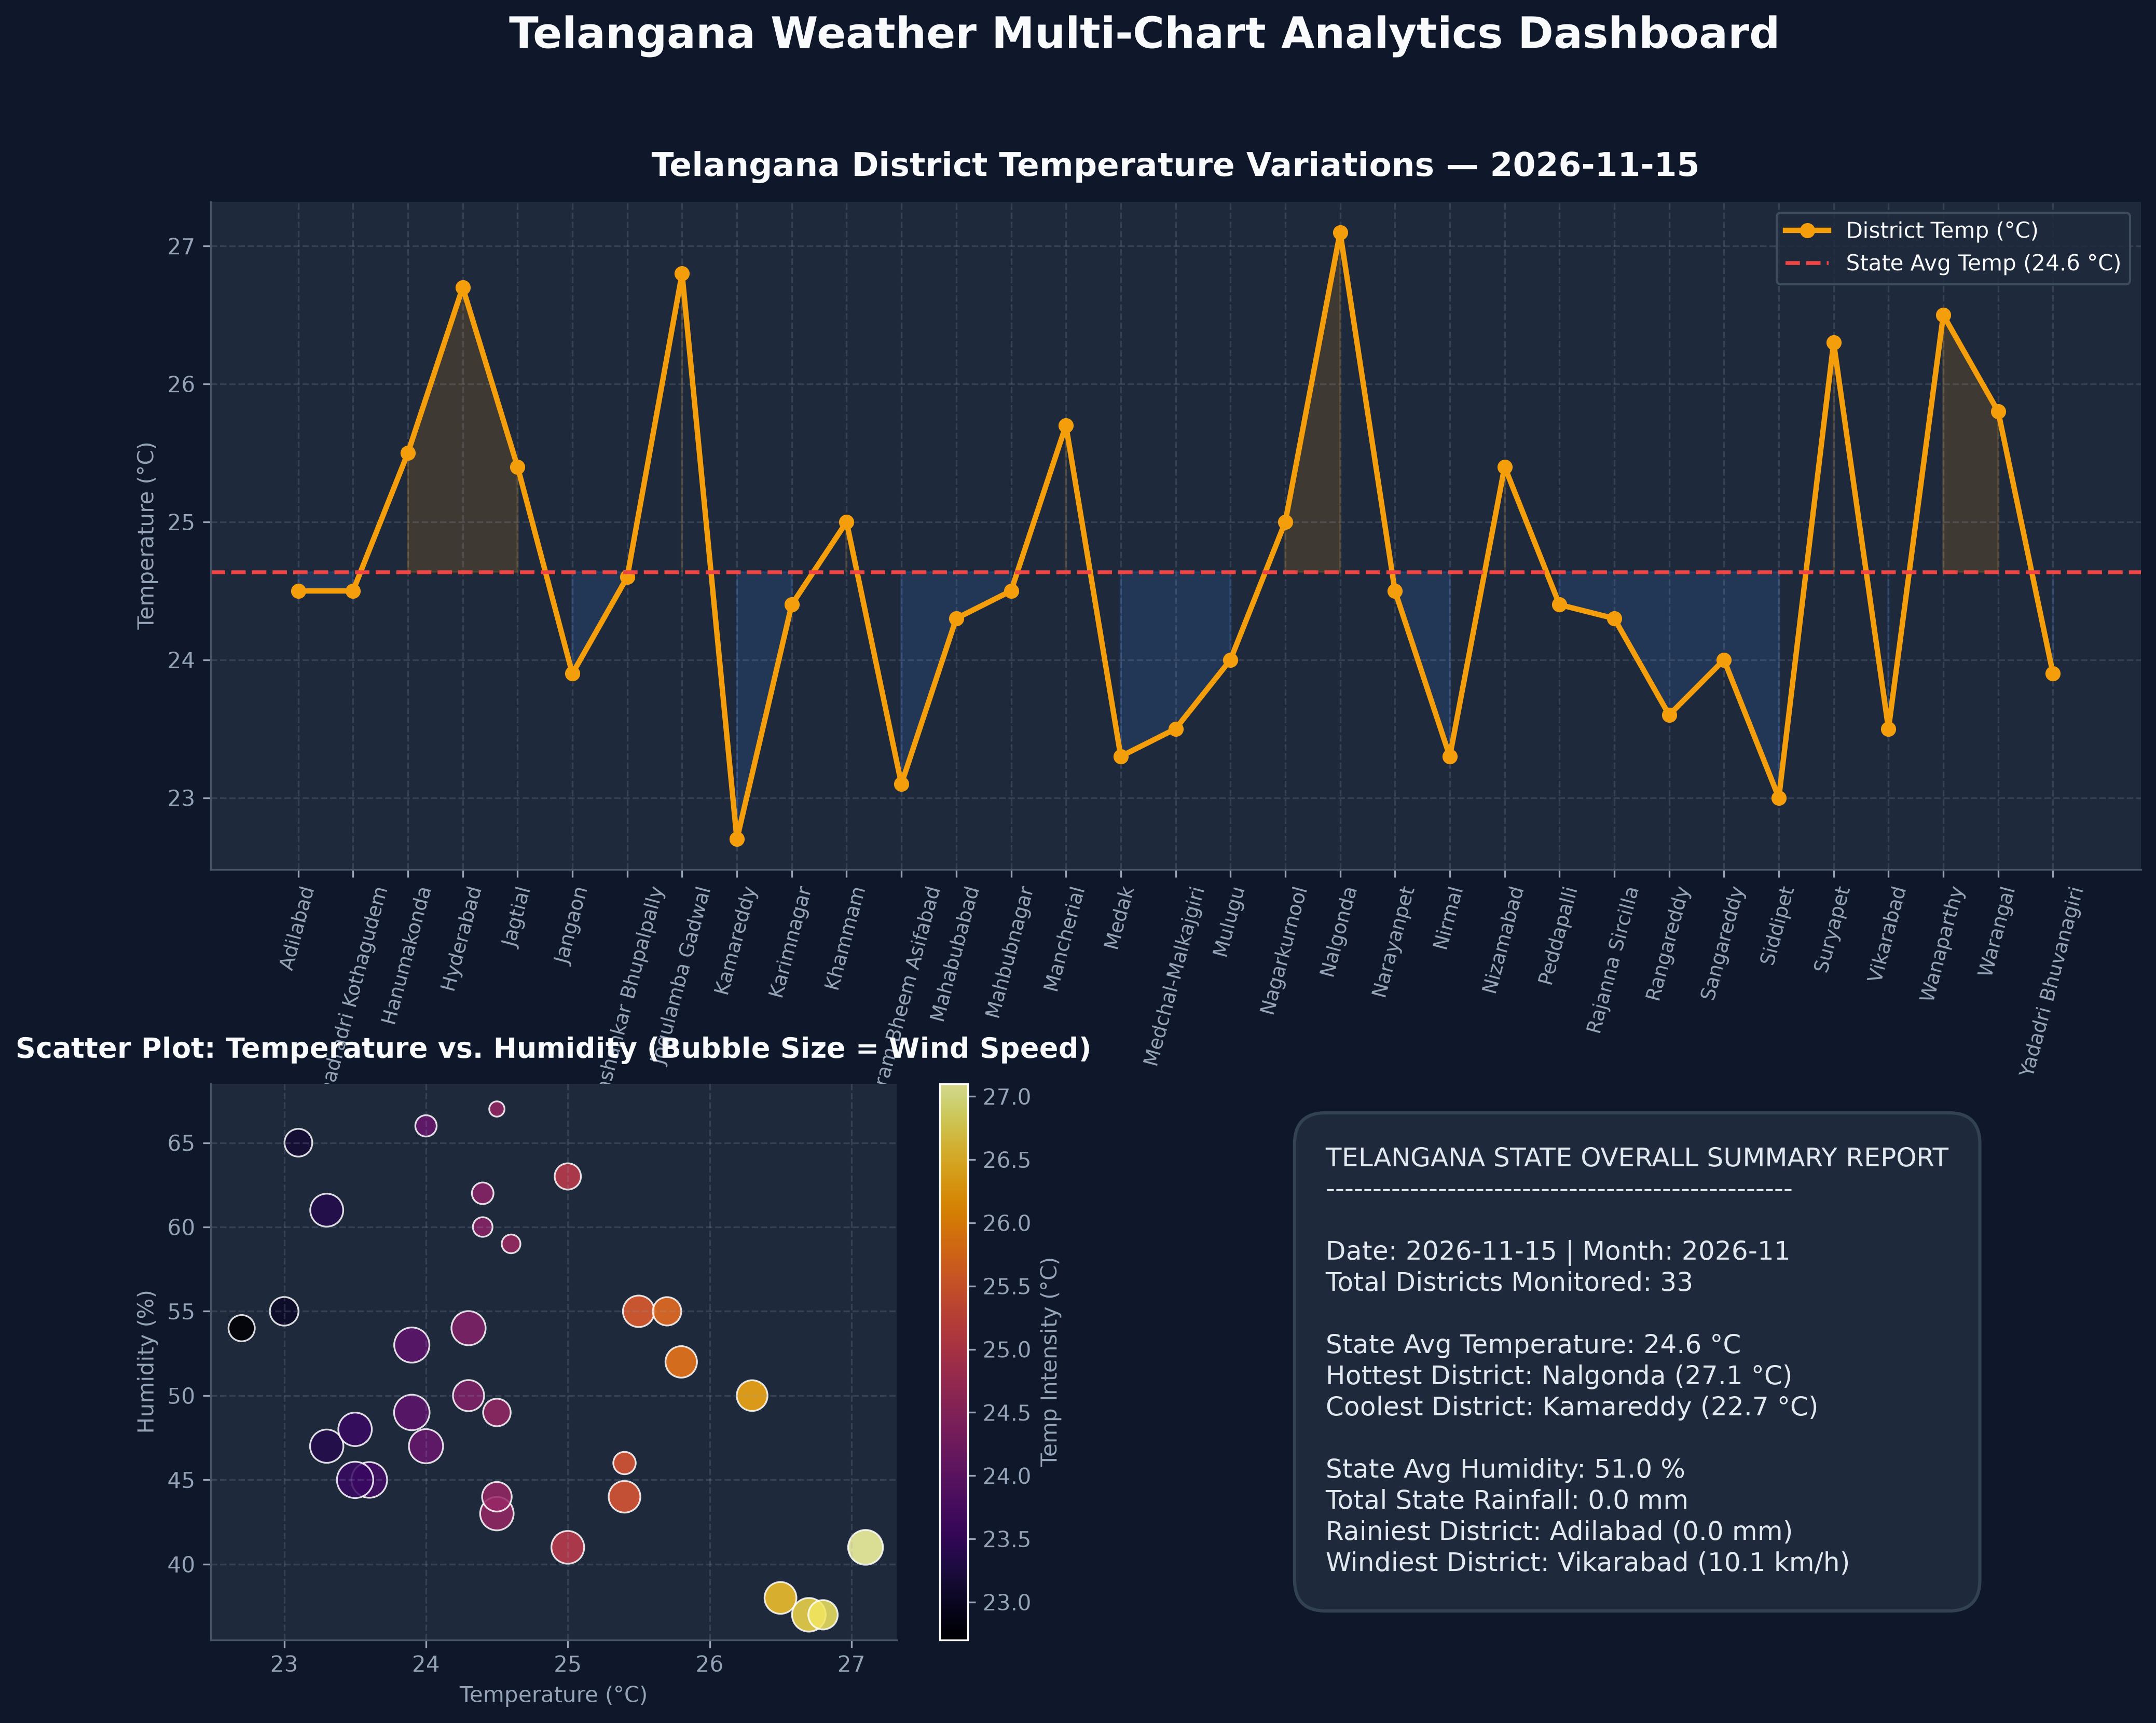 Telangana Weather Multi-Chart Analytics Dashboard
Telangana District Temperature Variations — 2026-11-15
District Temp (°C)
State Avg Temp (24.6 °C)
Temperature (°C)
27
26
25
24
23
Adilabad
Kothagudem
Hanumakonda
Hyderabad
Jagtial
Jangaon
Bhupalpally
Jogulamba Gadwal
Kamareddy
Karimnagar
Khammam
Bheem Asifabad
Mahabubabad
Mahbubnagar
Mancherial
Medak
Medchal-Malkajgiri
Mulugu
Nagarkurnool
Nalgonda
Narayanpet
Nirmal
Nizamabad
Peddapalli
Rajanna Sircilla
Rangareddy
Sangareddy
Siddipet
Suryapet
Vikarabad
Wanaparthy
Warangal
Yadadri Bhuvanagiri
Scatter Plot: Temperature vs. Humidity (Bubble Size = Wind Speed)
Humidity (%)
65
60
55
50
45
40
23
24
25
26
27
Temperature (°C)
27.0
26.5
26.0
25.5
25.0
24.5
24.0
23.5
23.0
Temp Intensity (°C)
TELANGANA STATE OVERALL SUMMARY REPORT
--------------------------------------------------
Date: 2026-11-15 | Month: 2026-11
Total Districts Monitored: 33
State Avg Temperature: 24.6 °C
Hottest District: Nalgonda (27.1 °C)
Coolest District: Kamareddy (22.7 °C)
State Avg Humidity: 51.0 %
Total State Rainfall: 0.0 mm
Rainiest District: Adilabad (0.0 mm)
Windiest District: Vikarabad (10.1 km/h)